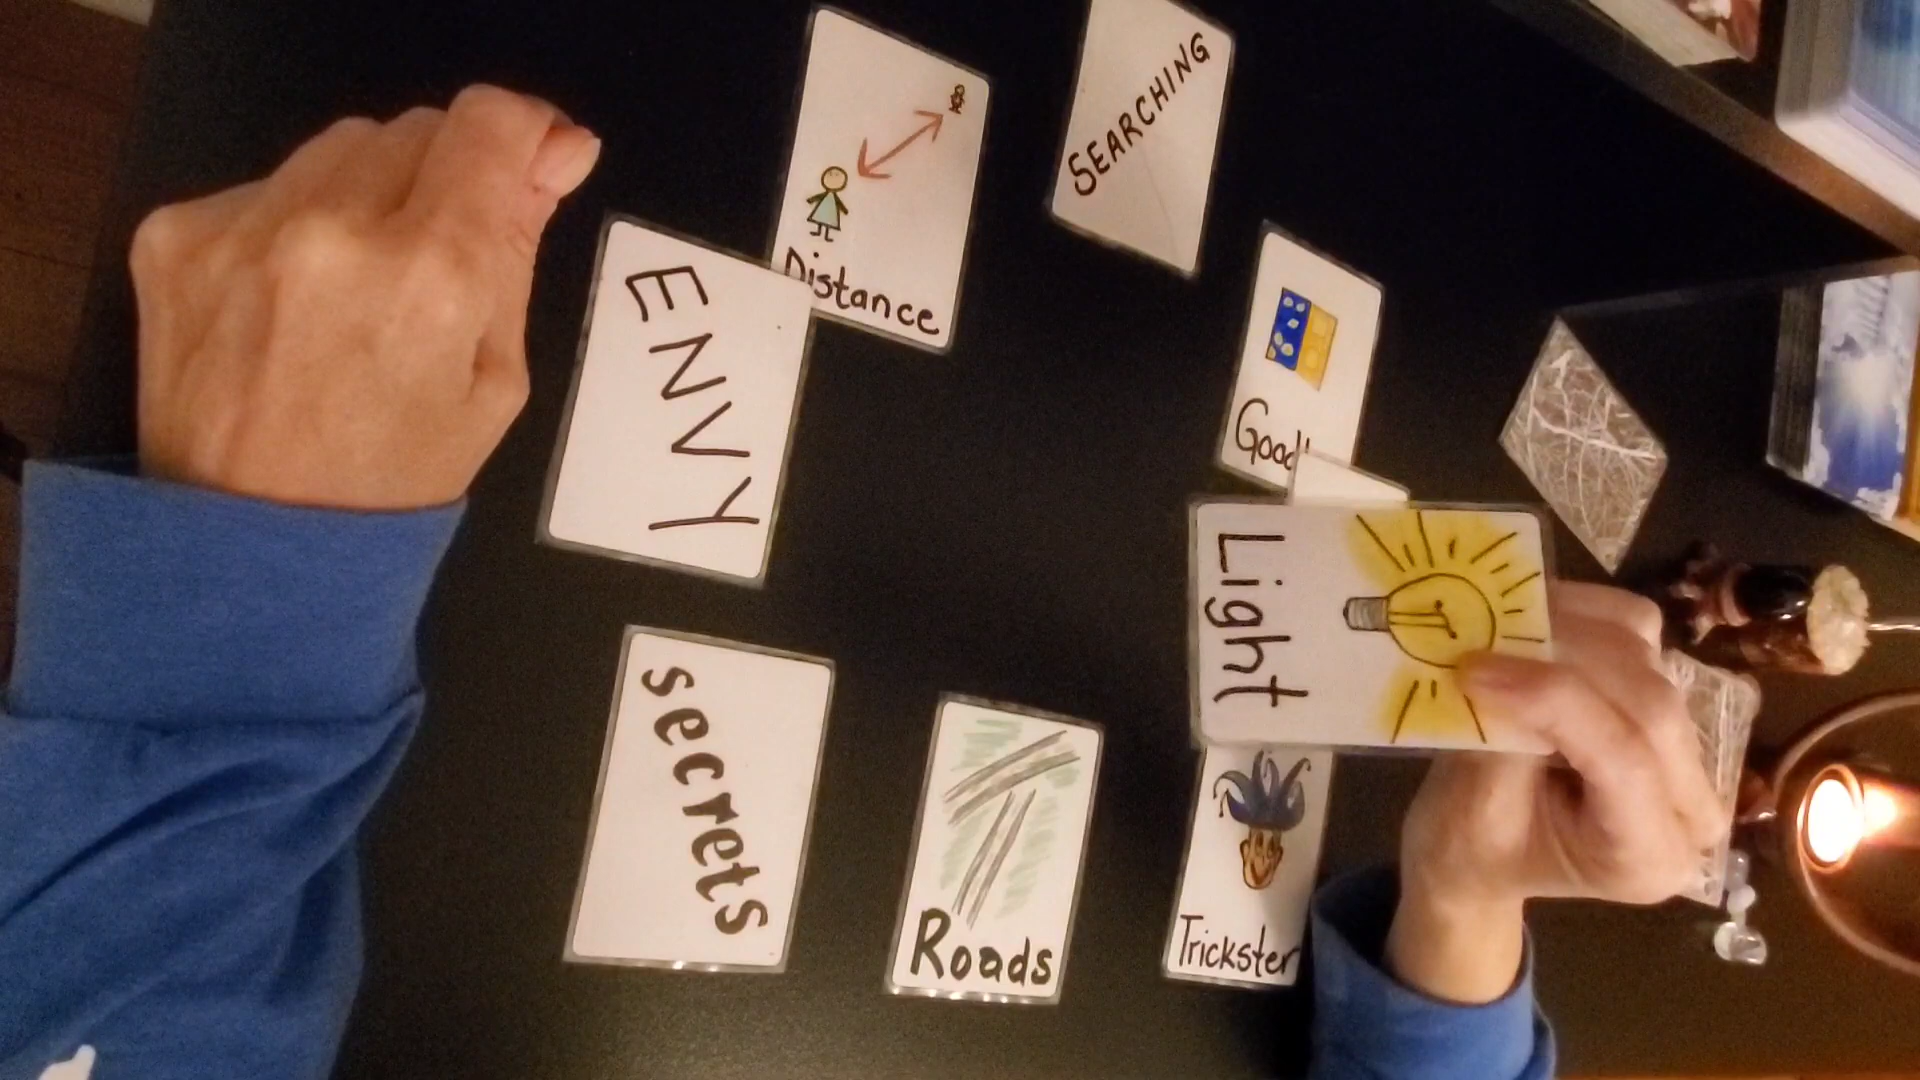 SEARCHING
Distance
ENVY
Light
secrets
Roads
Trickster